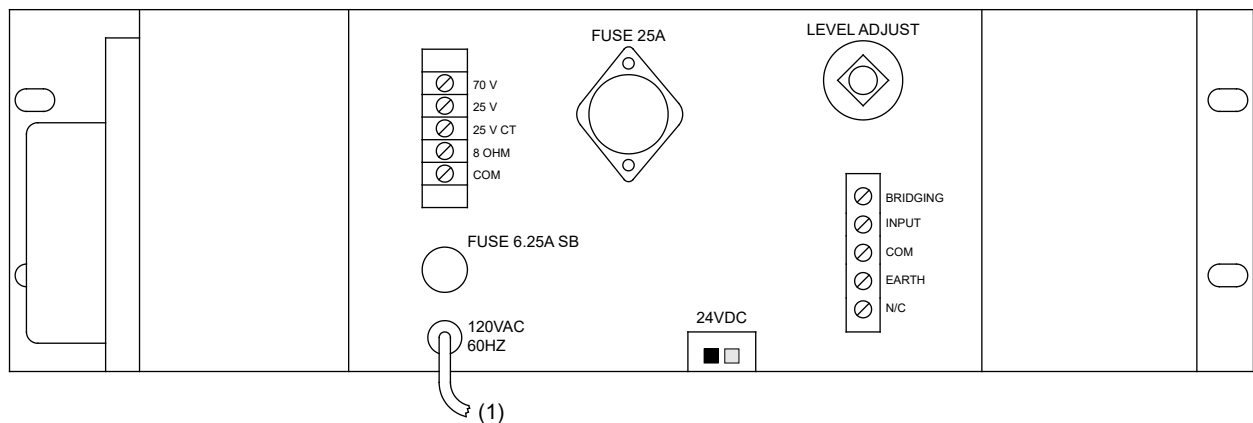 FUSE 25A
LEVEL ADJUST
70 V
25 V
25 V CT
8 OHM
COM
BRIDGING
INPUT
COM
EARTH
N/C
FUSE 6.25A SB
120VAC
60HZ
24VDC
(1)